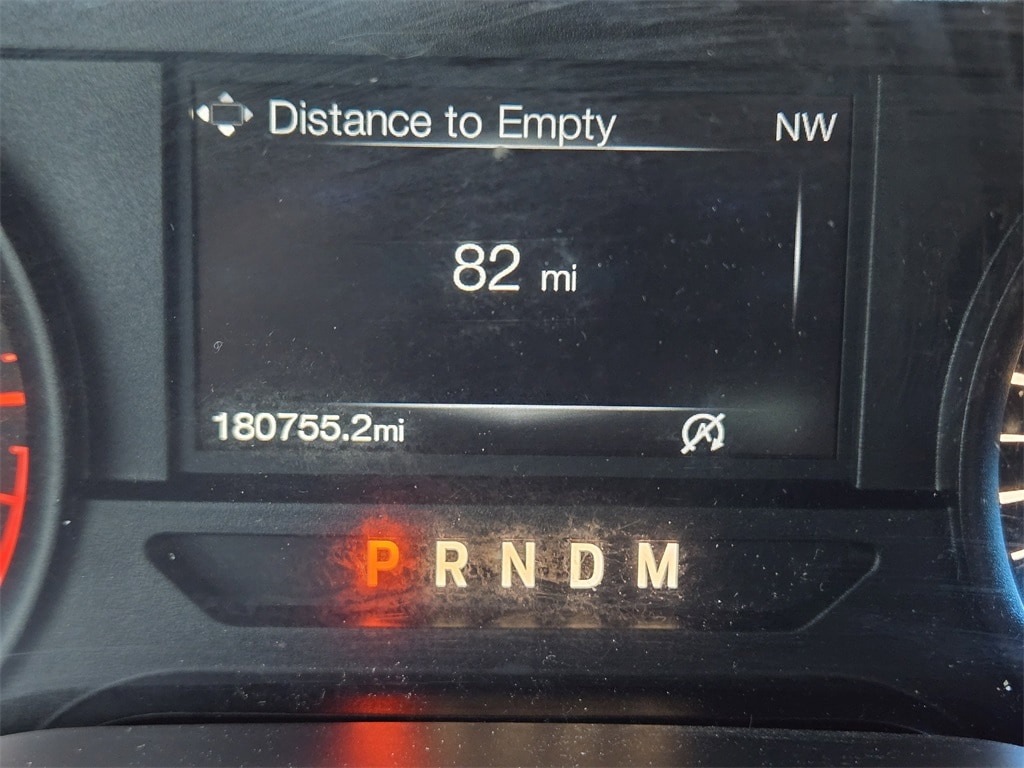 Distance to Empty NW
82 mi
180755.2mi
A
P R N D M